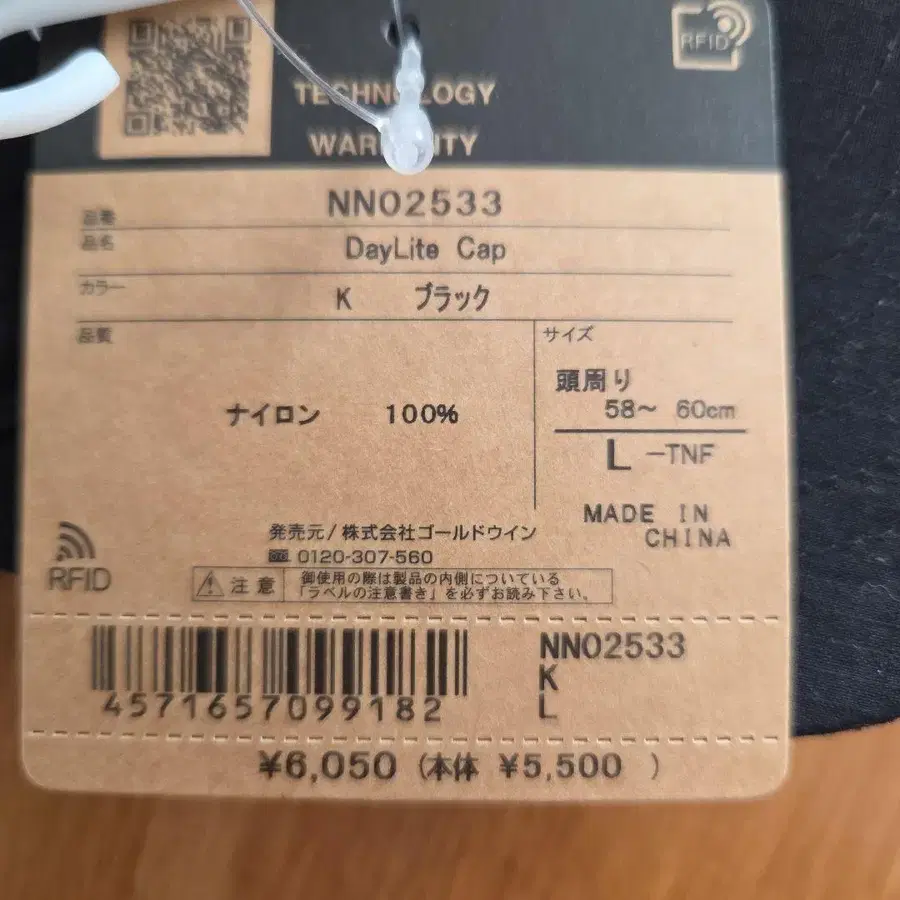 RFID
TECHNOLOGY
WARRANTY
品番 NN02533
品名 DayLite Cap
カラー K ブラック
品質
ナイロン 100%
サイズ
頭周り
58~ 60cm
L -TNF
MADE IN
CHINA
発売元/株式会社ゴールドウイン
0120-307-560
RFID
注意
御使用の際は製品の内側についている
「ラベルの注意書き」を必ずお読み下さい。
4571657099182
NN02533
K
L
¥6,050 (本体 ¥5,500 )